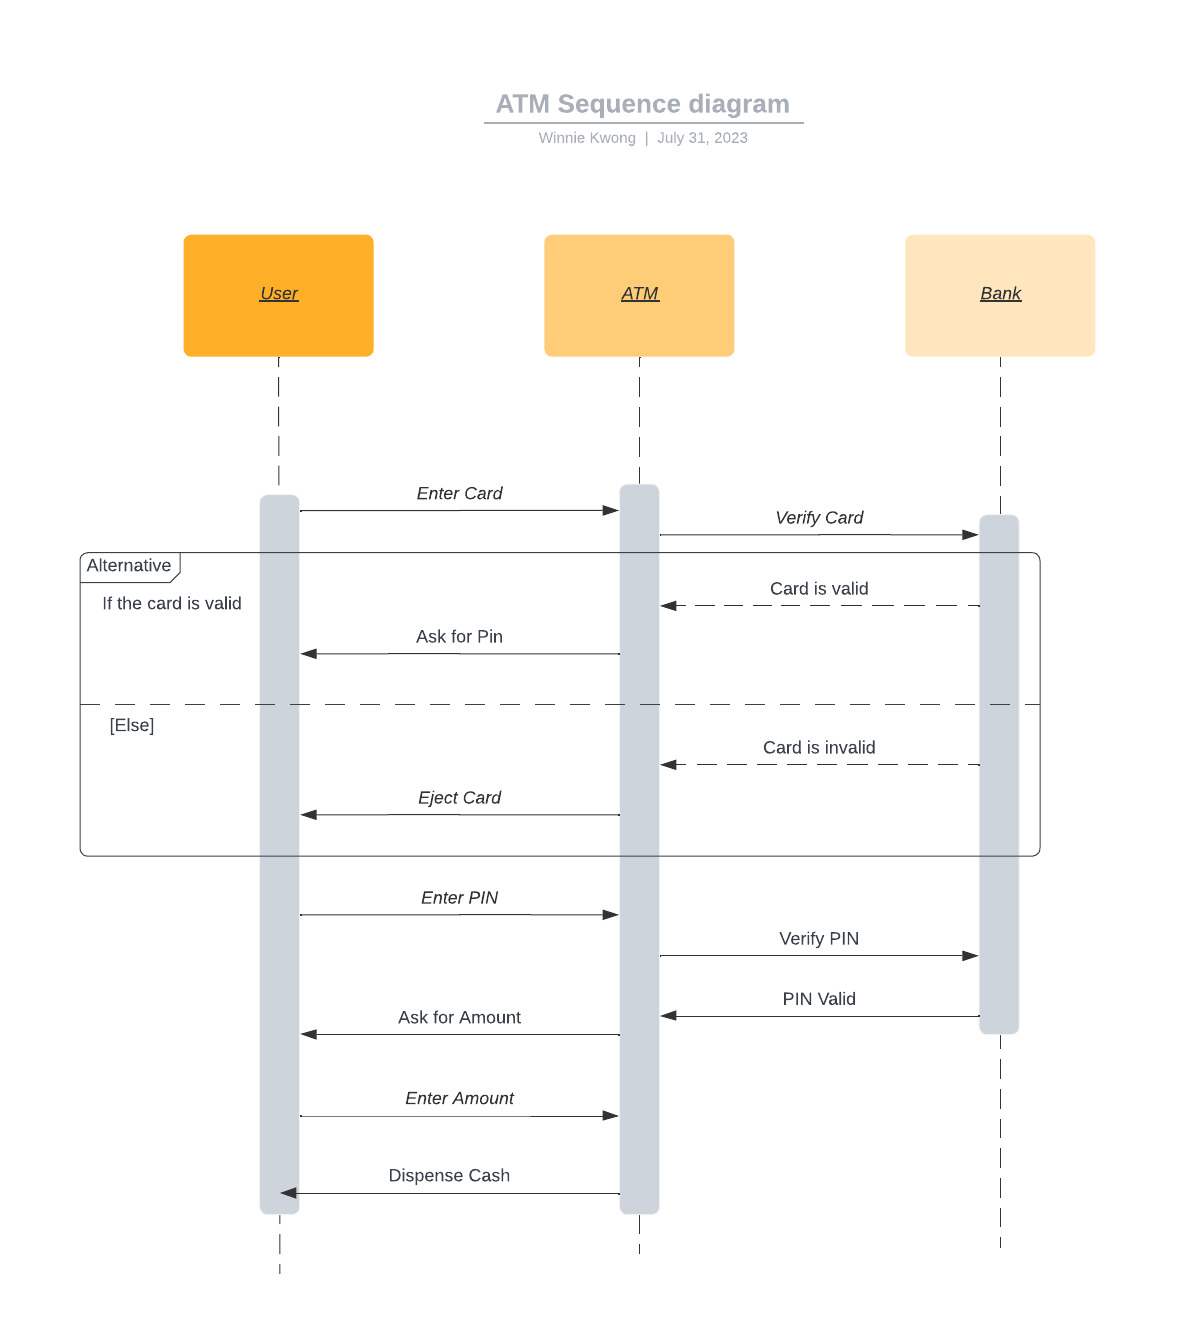 ATM Sequence diagram
Winnie Kwong | July 31, 2023
User
ATM
Bank
Enter Card
Verify Card
Alternative
Card is valid
If the card is valid
Ask for Pin
[Else]
Card is invalid
Eject Card
Enter PIN
Verify PIN
PIN Valid
Ask for Amount
Enter Amount
Dispense Cash